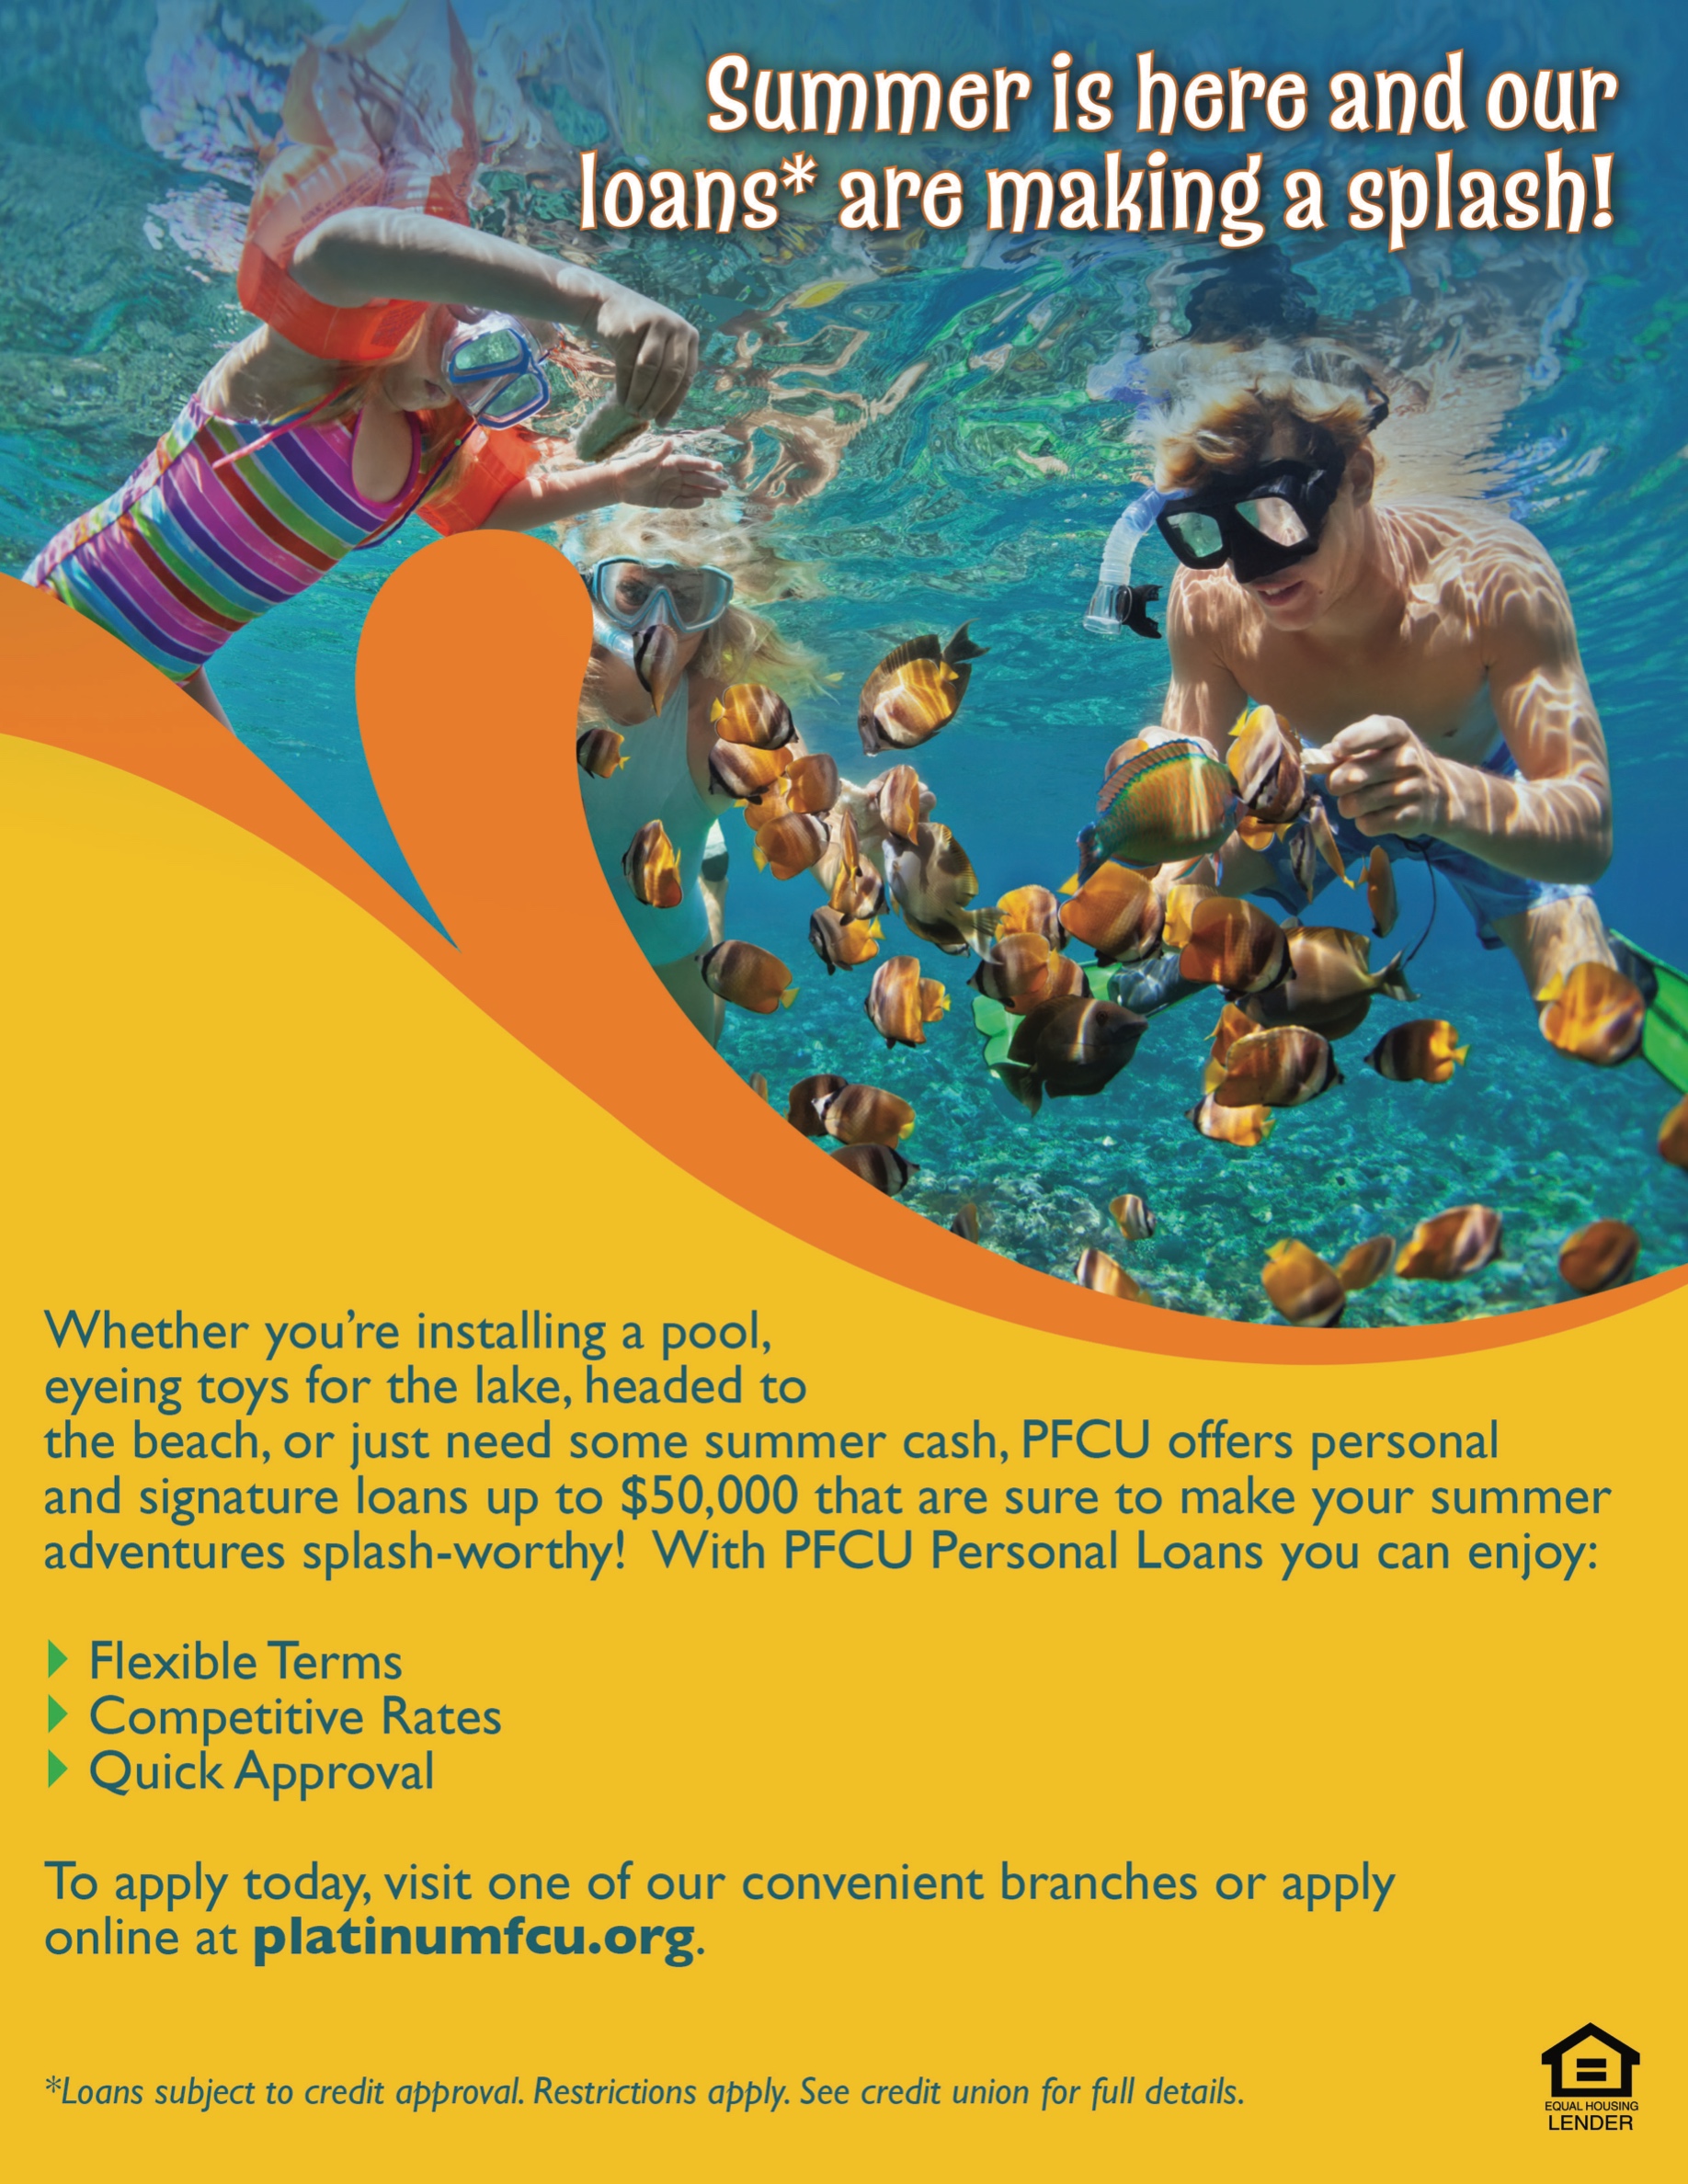 Summer is here and our
loans* are making a splash!
Whether you're installing a pool,
eyeing toys for the lake, headed to
the beach, or just need some summer cash, PFCU offers personal
and signature loans up to $50,000 that are sure to make your summer
adventures splash-worthy!  With PFCU Personal Loans you can enjoy:
Flexible Terms
Competitive Rates
Quick Approval
To apply today, visit one of our convenient branches or apply
online at platinumfcu.org.
*Loans subject to credit approval. Restrictions apply. See credit union for full details.
EQUAL HOUSING
LENDER